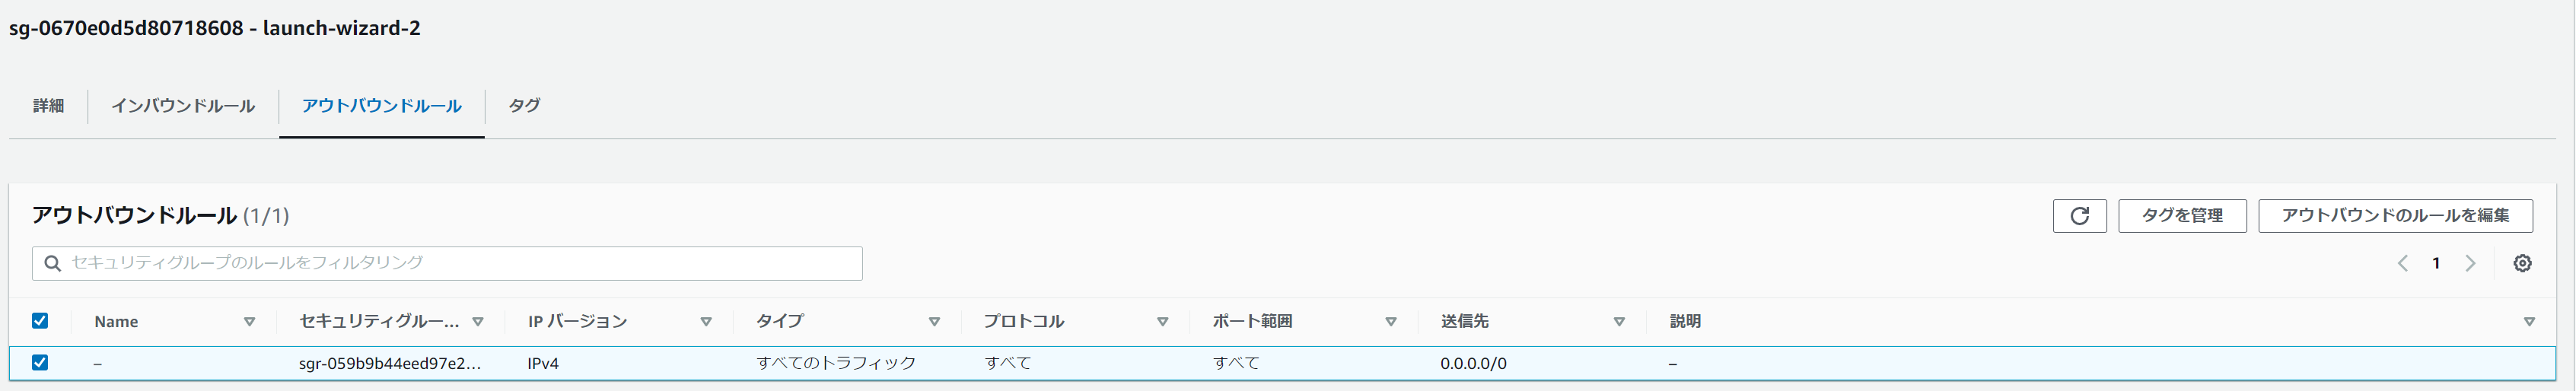 sg-0670e0d5d80718608 - launch-wizard-2
詳細 インバウンドルール アウトバウンドルール タグ
アウトバウンドルール (1/1)
タグを管理 アウトバウンドのルールを編集
セキュリティグループのルールをフィルタリング
1
Name セキュリティグルー... IP バージョン タイプ プロトコル ポート範囲 送信先 説明
– sgr-059b9b44eed97e2... IPv4 すべてのトラフィック すべて すべて 0.0.0.0/0 –